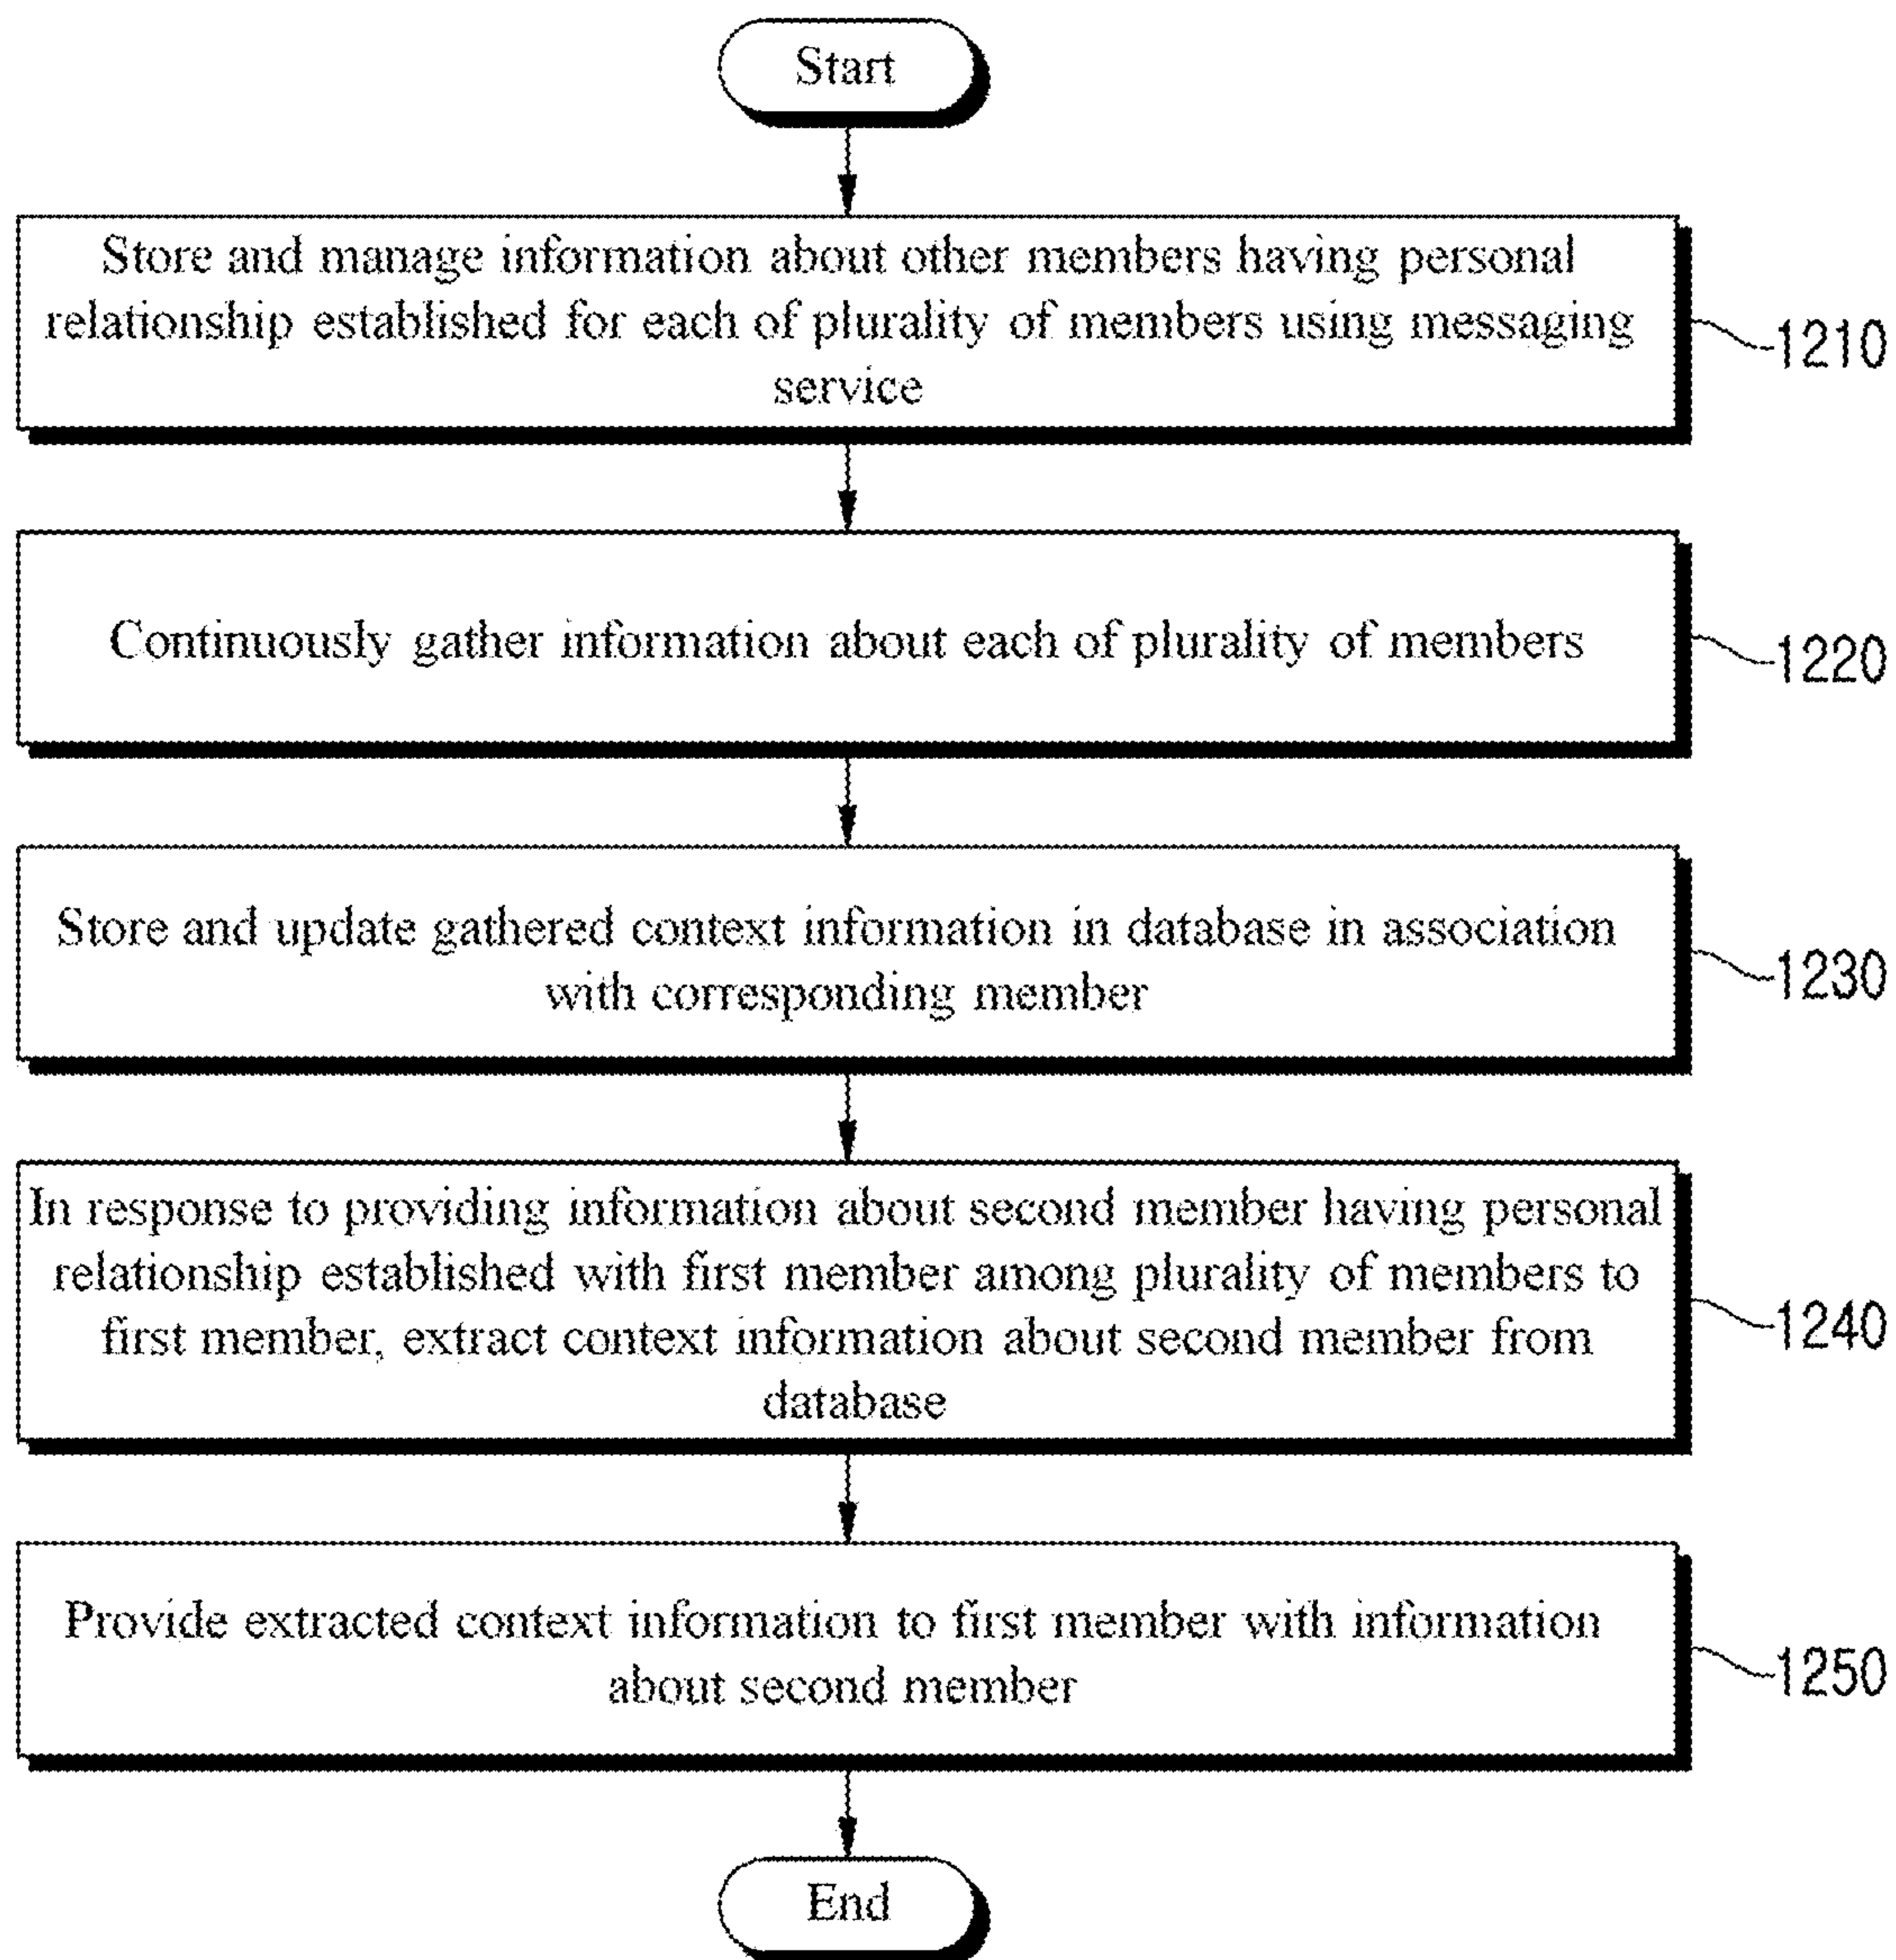 Start
Store and manage information about other members having personal
relationship established for each of plurality of members using messaging
service
1210
Continuously gather information about each of plurality of members
1220
Store and update gathered context information in database in association
with corresponding member
1230
In response to providing information about second member having personal
relationship established with first member among plurality of members to
first member, extract context information about second member from
database
1240
Provide extracted context information to first member with information
about second member
1250
End